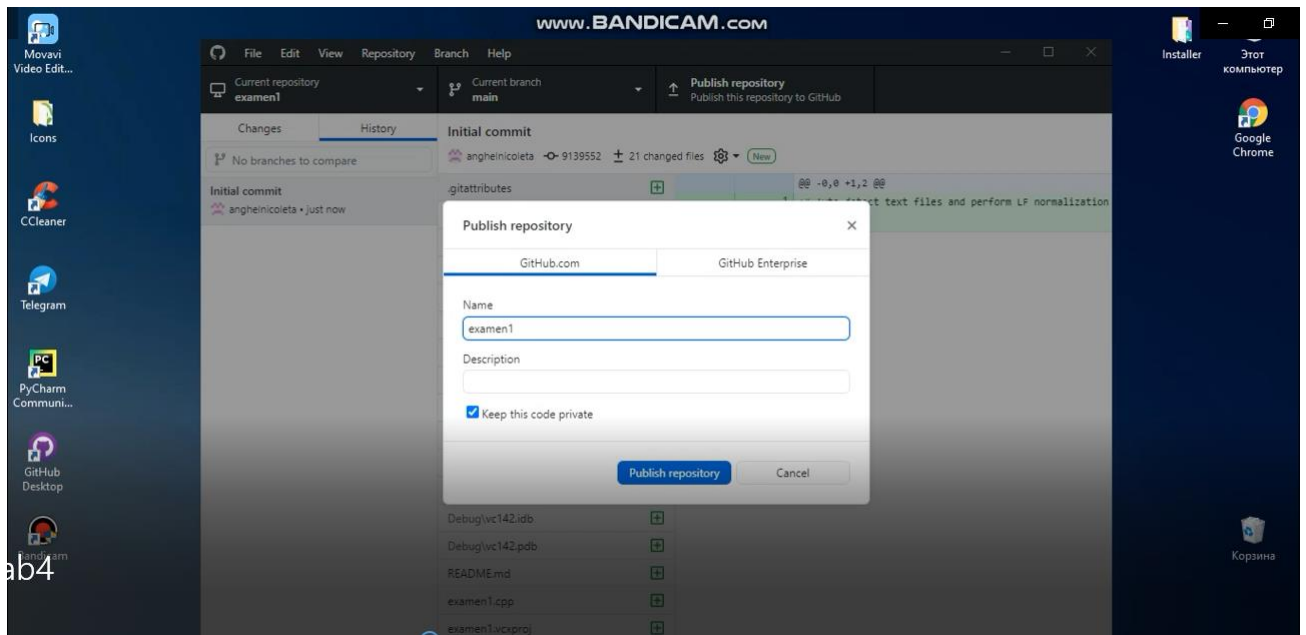 www.BANDICAM.com
Movavi
Video Edit...
Icons
CCleaner
Telegram
PC
PyCharm
Communi...
GitHub
Desktop
Bandicam
ab4
File Edit View Repository Branch Help
Current repository
examen1
Current branch
main
Publish repository
Publish this repository to GitHub
Changes
History
No branches to compare
Initial commit
angheinicoleta • just now
Initial commit
angheinicoleta 9139552 21 changed files New
.gitattributes
@@ -0,0 +1,2 @@
1
text files and perform LF normalization
Publish repository
GitHub.com
GitHub Enterprise
Name
examen1
Description
Keep this code private
Publish repository
Cancel
Debug\vc142.idb
Debug\vc142.pdb
README.md
examen1.cpp
examen1.vcxproj
Installer
Этот
компьютер
Google
Chrome
Корзина